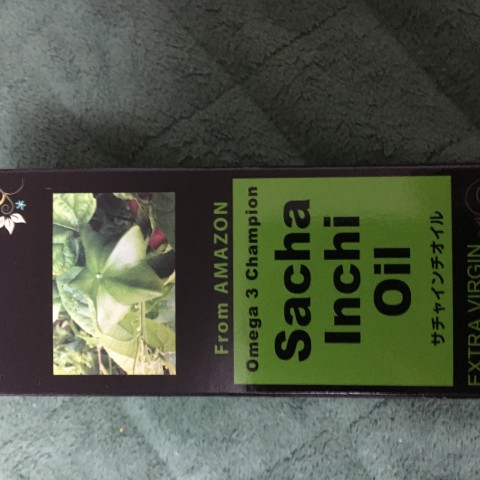 From AMAZON
Omega 3 Champion
Sacha
Inchi
Oil
サチャインチオイル
EXTRA VIRGIN